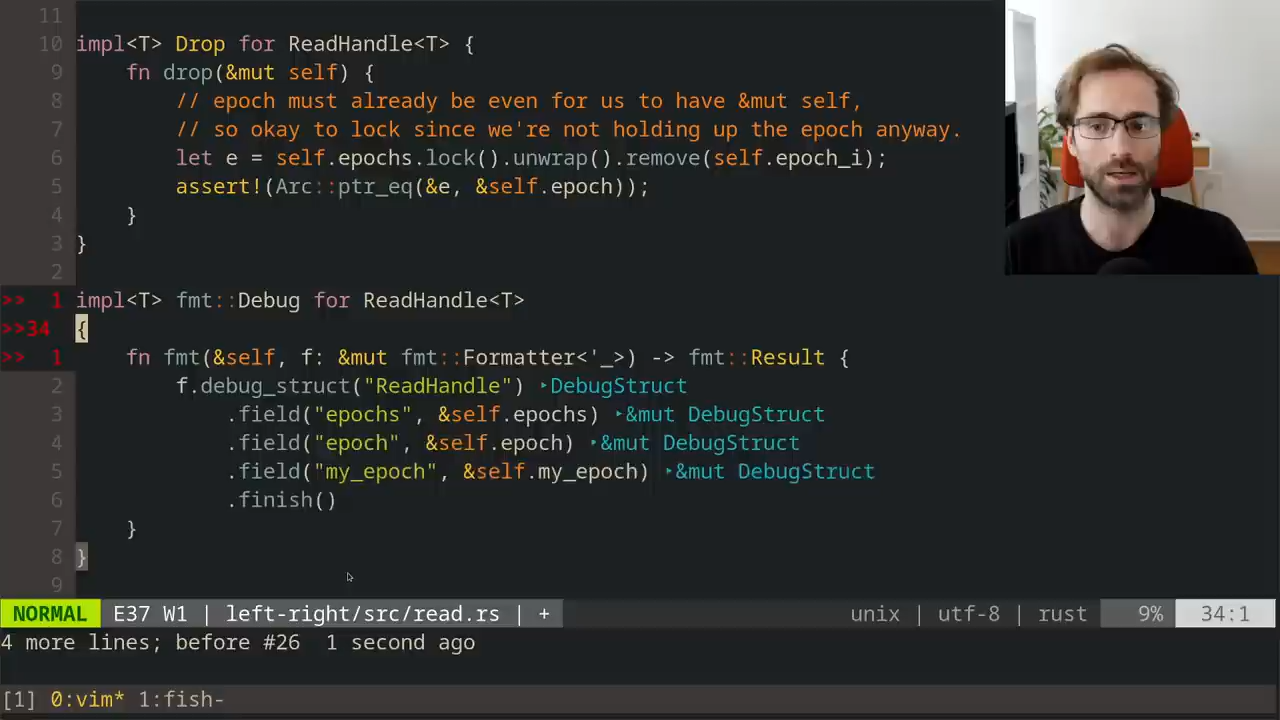 11
10 impl<T> Drop for ReadHandle<T> {
9 fn drop(&mut self) {
8 // epoch must already be even for us to have &mut self,
7 // so okay to lock since we're not holding up the epoch anyway.
6 let e = self.epochs.lock().unwrap().remove(self.epoch_i);
5 assert!(Arc::ptr_eq(&e, &self.epoch));
4 }
3 }
2
>> 1 impl<T> fmt::Debug for ReadHandle<T>
>>34 {
>> 1 fn fmt(&self, f: &mut fmt::Formatter<'_>) -> fmt::Result {
2 f.debug_struct("ReadHandle") ‣DebugStruct
3 .field("epochs", &self.epochs) ‣&mut DebugStruct
4 .field("epoch", &self.epoch) ‣&mut DebugStruct
5 .field("my_epoch", &self.my_epoch) ‣&mut DebugStruct
6 .finish()
7 }
8 }
9
NORMAL E37 W1 | left-right/src/read.rs | + unix | utf-8 | rust 9% 34:1
4 more lines; before #26 1 second ago
[1] 0:vim* 1:fish-